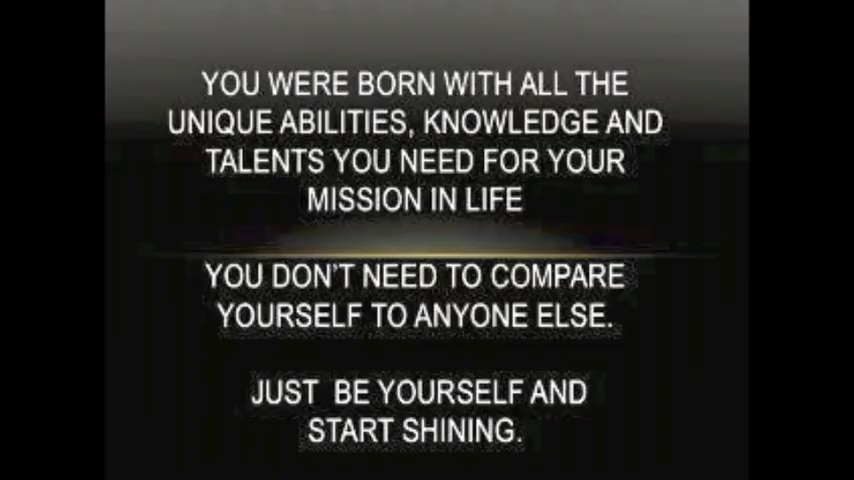 YOU WERE BORN WITH ALL THE
UNIQUE ABILITIES, KNOWLEDGE AND
TALENTS YOU NEED FOR YOUR
MISSION IN LIFE
YOU DON'T NEED TO COMPARE
YOURSELF TO ANYONE ELSE.
JUST BE YOURSELF AND
START SHINING.